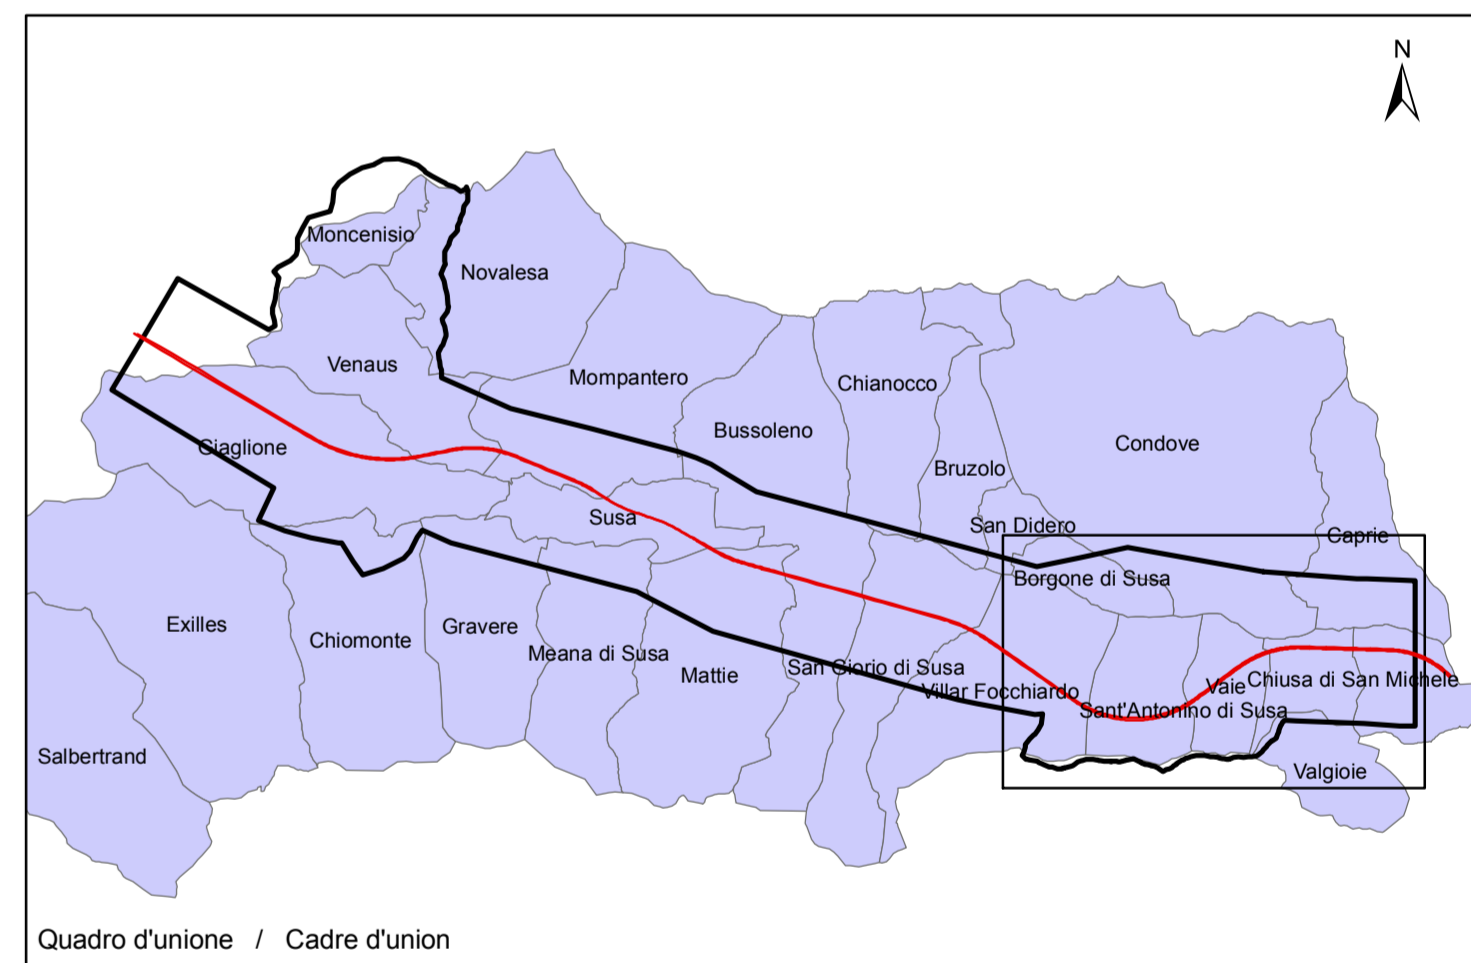 N
Moncenisio
Novalesa
Venaus
Mompantero
Chianocco
Bussoleno
Condove
Giaglione
Bruzolo
Susa
San Didero
Caprie
Borgone di Susa
Exilles
Chiomonte
Gravere
Meana di Susa
Mattie
San Giorio di Susa
Villar Focchiardo
Vaie
Chiusa di San Michele
Sant'Antonino di Susa
Salbertrand
Valgioie
Quadro d'unione / Cadre d'union